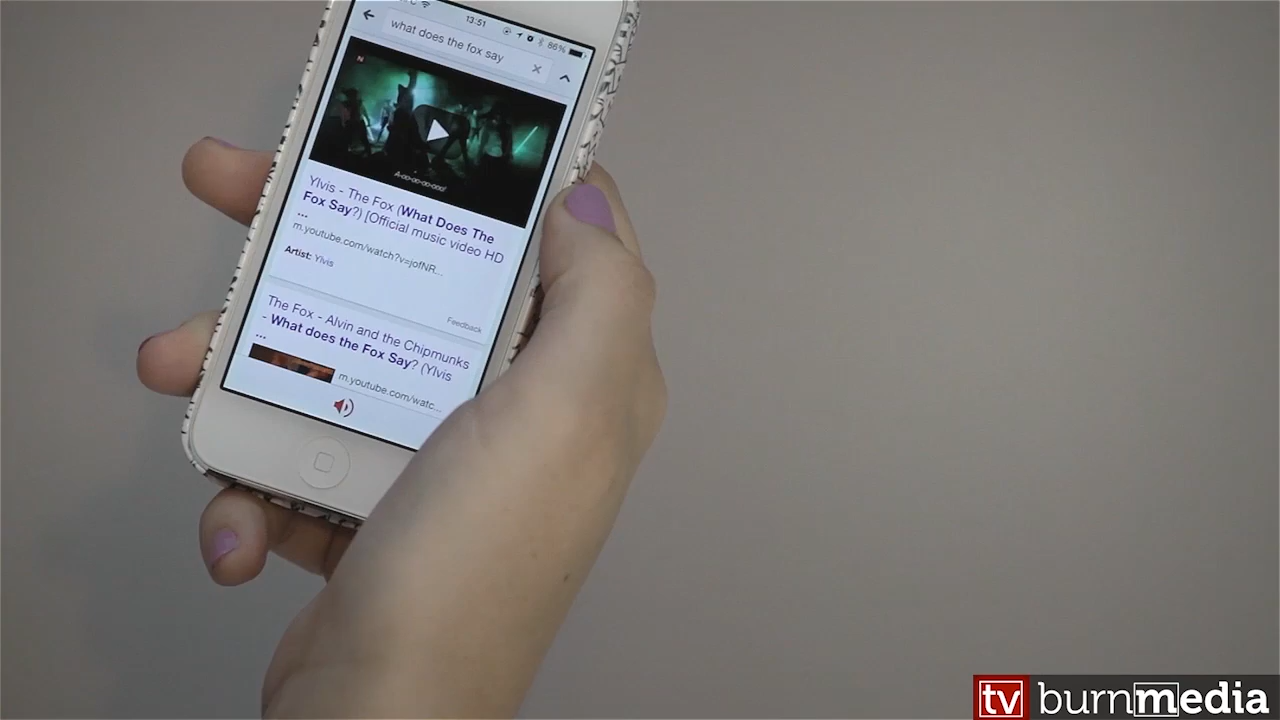 13:51
86%
what does the fox say
A-oo-oo-oo-ooo!
Ylvis - The Fox (What Does The
Fox Say?) [Official music video HD
...
m.youtube.com/watch?v=jofNR...
Artist: Ylvis
Feedback
The Fox - Alvin and the Chipmunks
- What does the Fox Say? (Ylvis
...
m.youtube.com/watc...
tv burnmedia